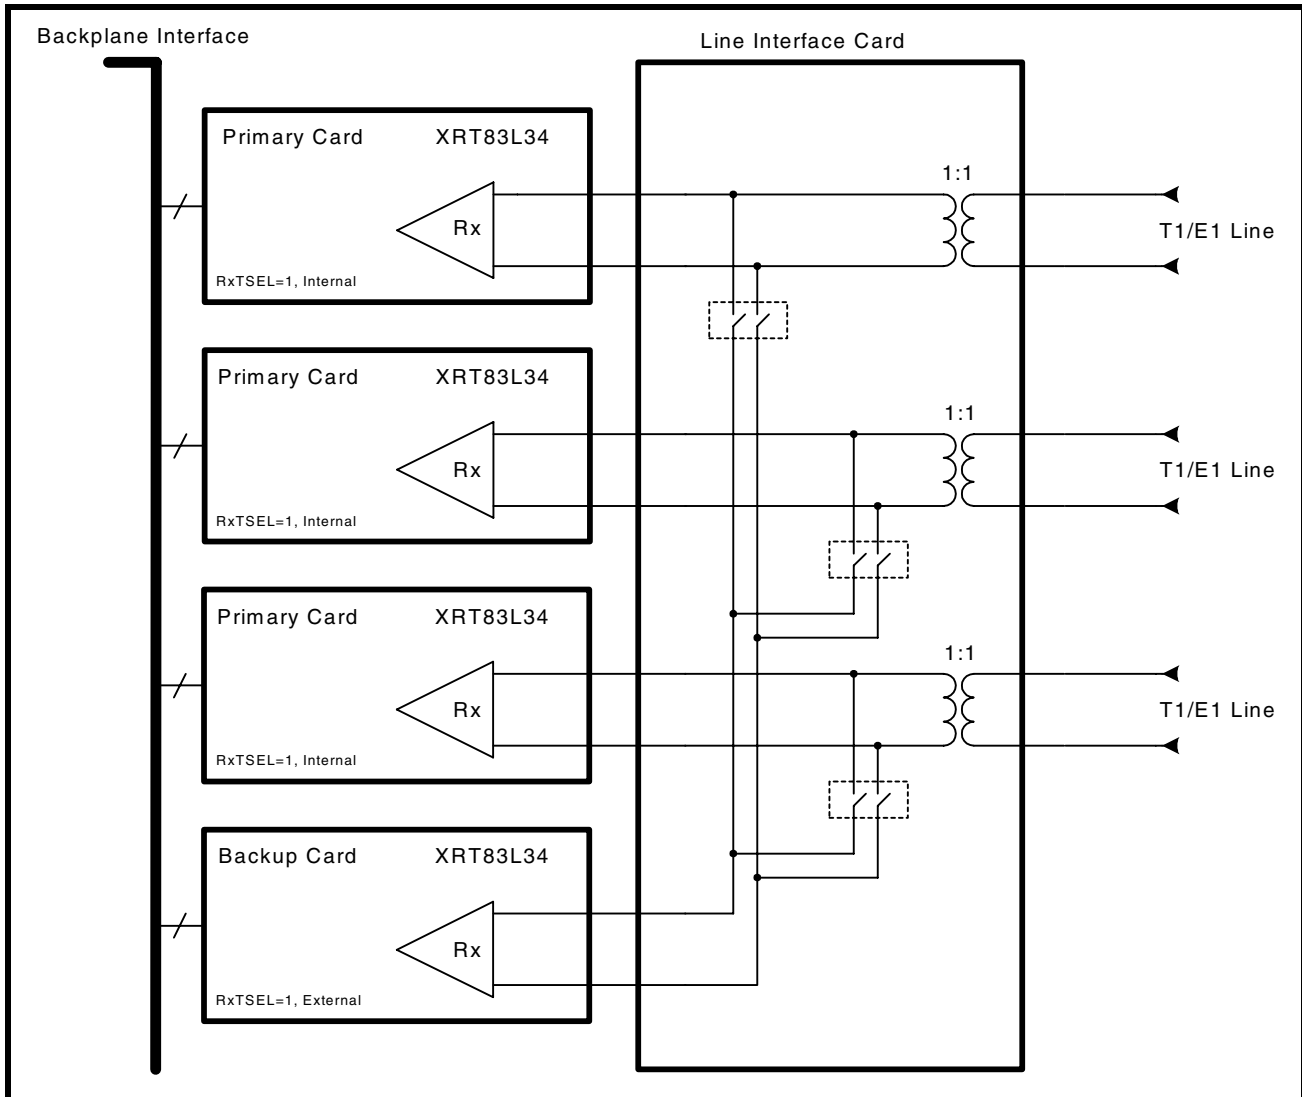 Backplane Interface
Line Interface Card
Primary Card XRT83L34
Rx
RxTSEL=1, Internal
1:1
T1/E1 Line
Primary Card XRT83L34
Rx
RxTSEL=1, Internal
1:1
T1/E1 Line
Primary Card XRT83L34
Rx
RxTSEL=1, Internal
1:1
T1/E1 Line
Backup Card XRT83L34
Rx
RxTSEL=1, External